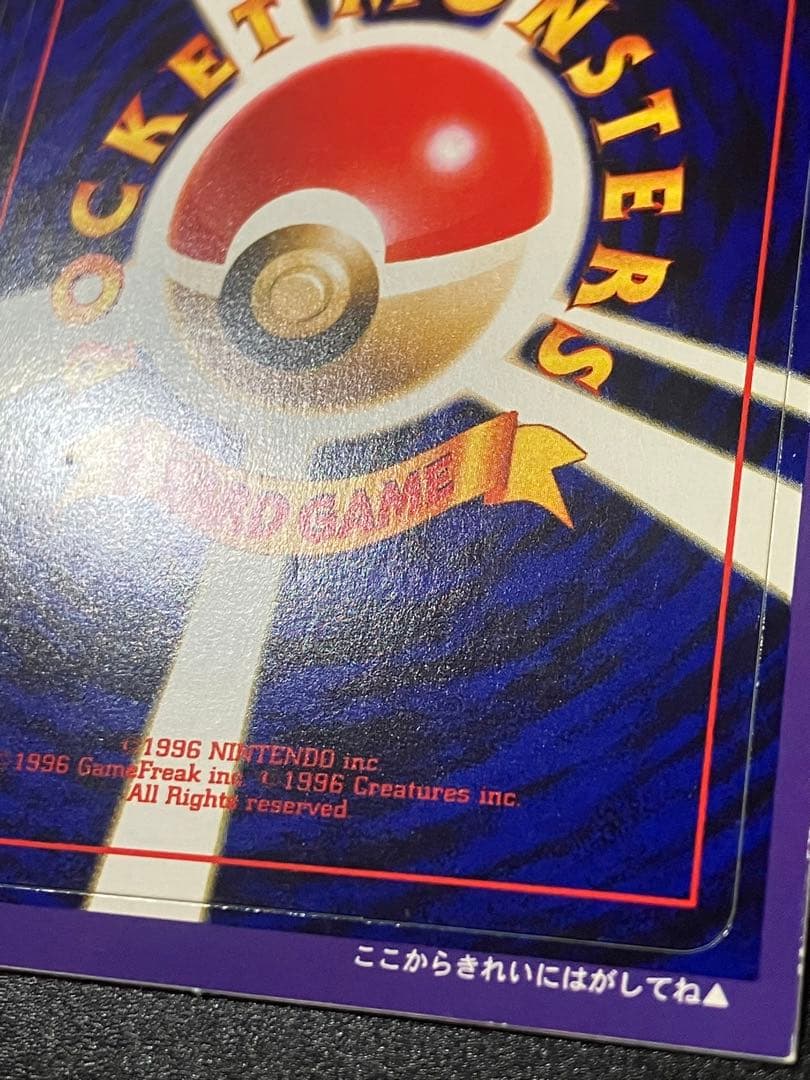 POCKET MONSTERS
CARD GAME
©1996 NINTENDO inc.
©1996 GameFreak inc. ©1996 Creatures inc.
All Rights reserved.
ここからきれいにはがしてね▲